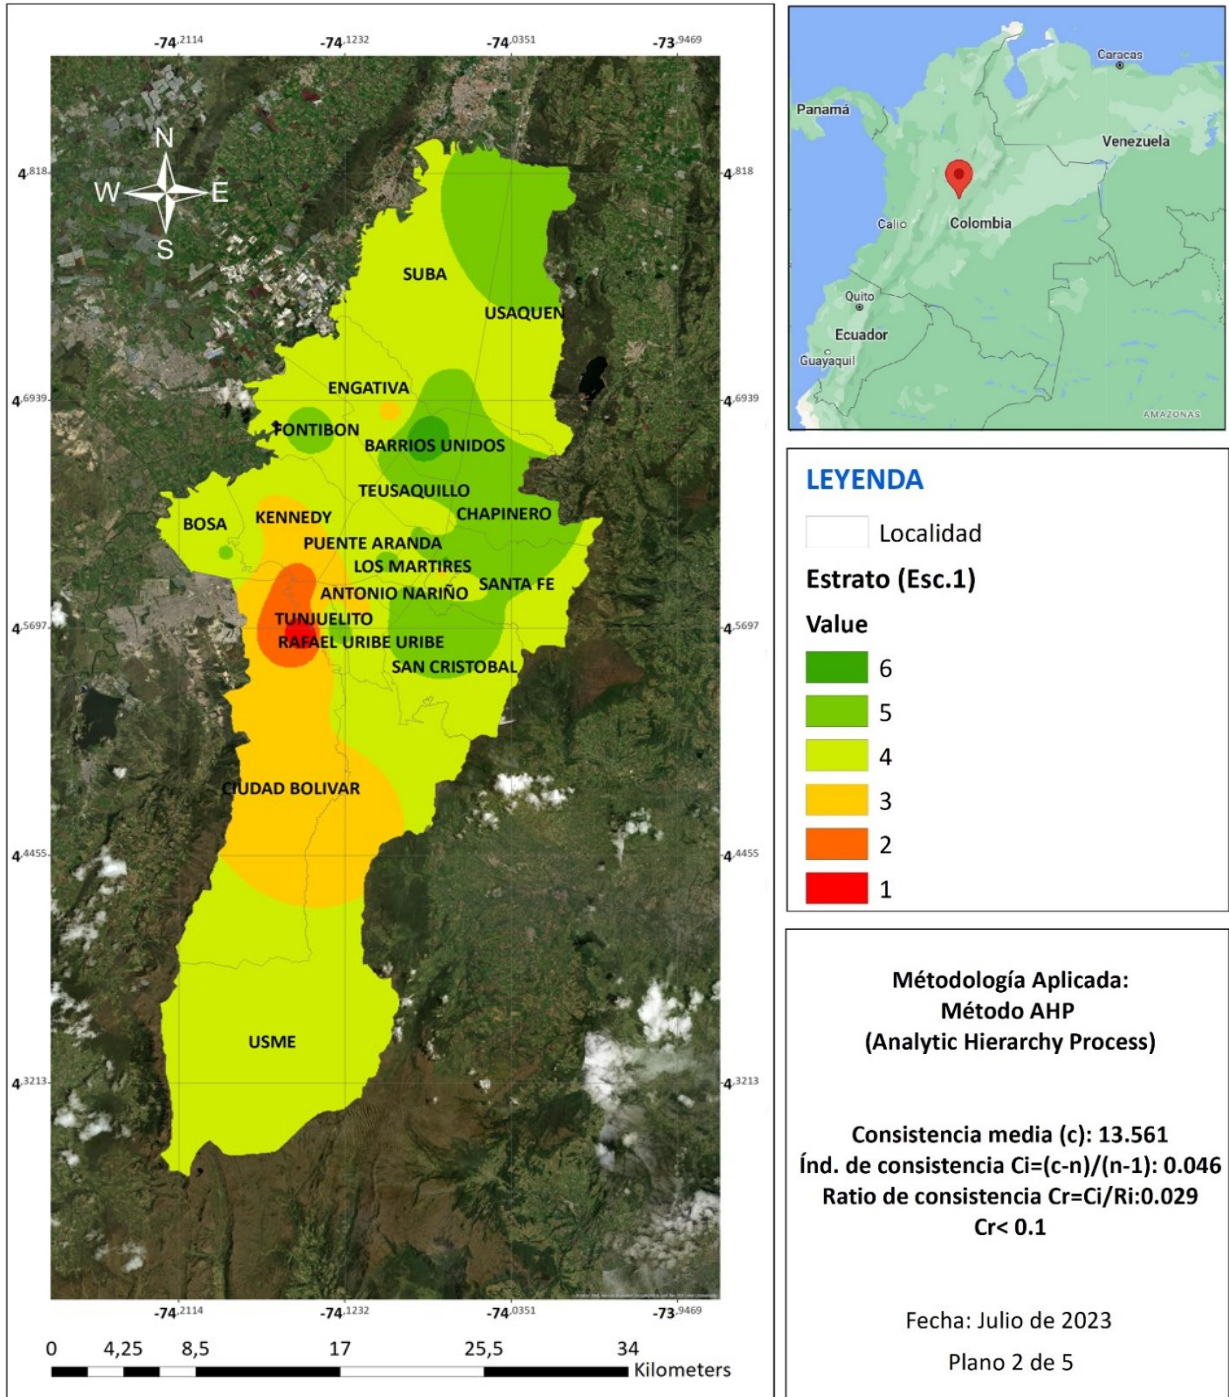 -74,2114 -74,1232 -74,0351 -73,9469
N
W E
S
4,818 4,818
SUBA
USAQUEN
ENGATIVA
4,6939 4,6939
FONTIBON
BARRIOS UNIDOS
TEUSAQUILLO
CHAPINERO
BOSA
KENNEDY
PUENTE ARANDA
LOS MARTIRES
SANTA FE
ANTONIO NARIÑO
TUNJUELITO
4,5697 4,5697
RAFAEL URIBE URIBE
SAN CRISTOBAL
CIUDAD BOLIVAR
4,4455 4,4455
USME
4,3213 4,3213
-74,2114 -74,1232 -74,0351 -73,9469
0 4,25 8,5 17 25,5 34
Kilometers
Caracas
Panamá
Venezuela
Cali
Colombia
Quito
Ecuador
Guayaquil
AMAZONAS
LEYENDA
Localidad
Estrato (Esc.1)
Value
6
5
4
3
2
1
Métodología Aplicada:
Método AHP
(Analytic Hierarchy Process)
Consistencia media (c): 13.561
Índ. de consistencia Ci=(c-n)/(n-1): 0.046
Ratio de consistencia Cr=Ci/Ri:0.029
Cr< 0.1
Fecha: Julio de 2023
Plano 2 de 5